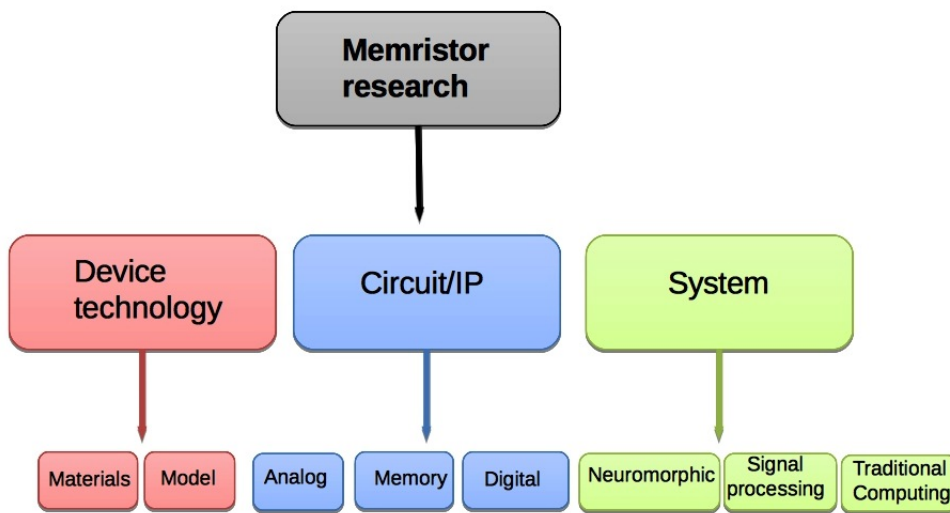 Memristor
research
Device
technology
Circuit/IP
System
Materials
Model
Analog
Memory
Digital
Neuromorphic
Signal
processing
Traditional
Computing